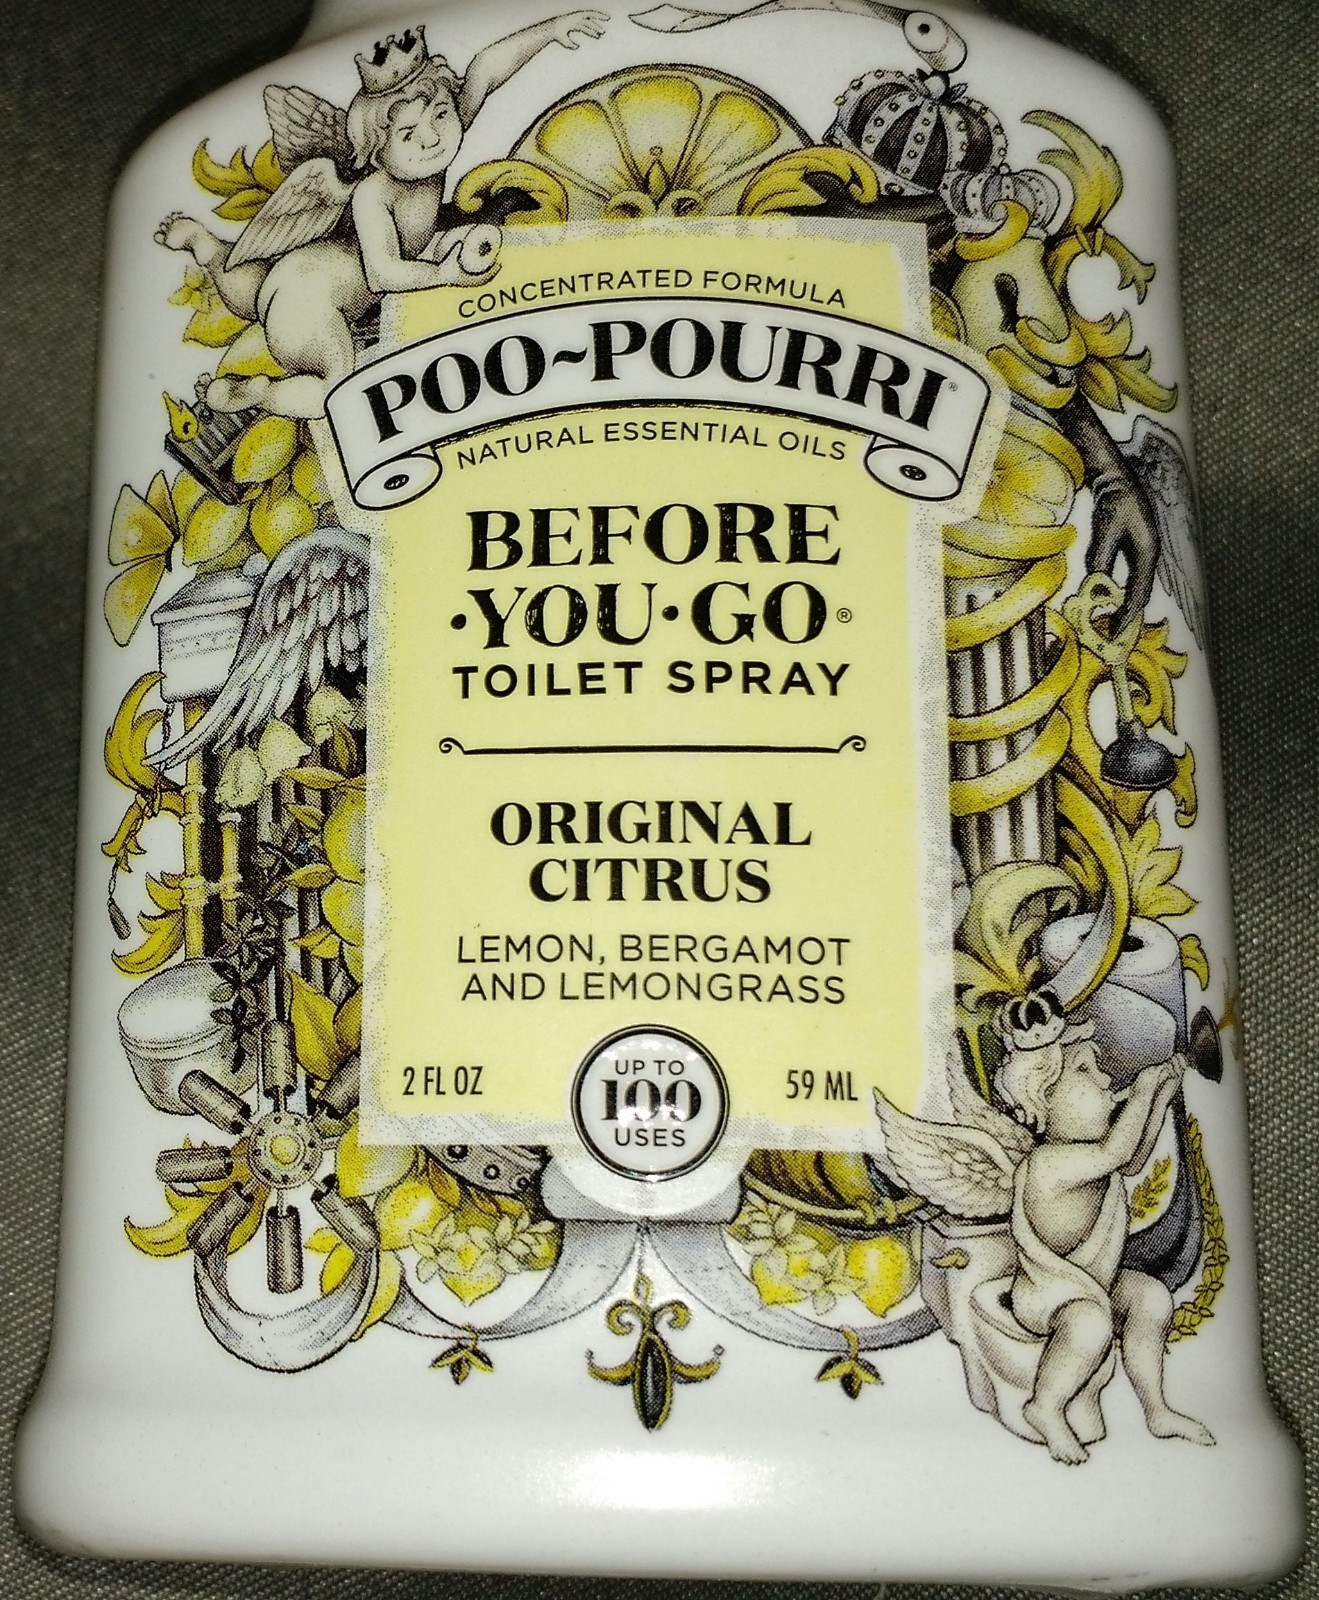 CONCENTRATED FORMULA
POO~POURRI®
NATURAL ESSENTIAL OILS
BEFORE
·YOU·GO®
TOILET SPRAY
ORIGINAL
CITRUS
LEMON, BERGAMOT
AND LEMONGRASS
2 FL OZ
UP TO
100
USES
59 ML